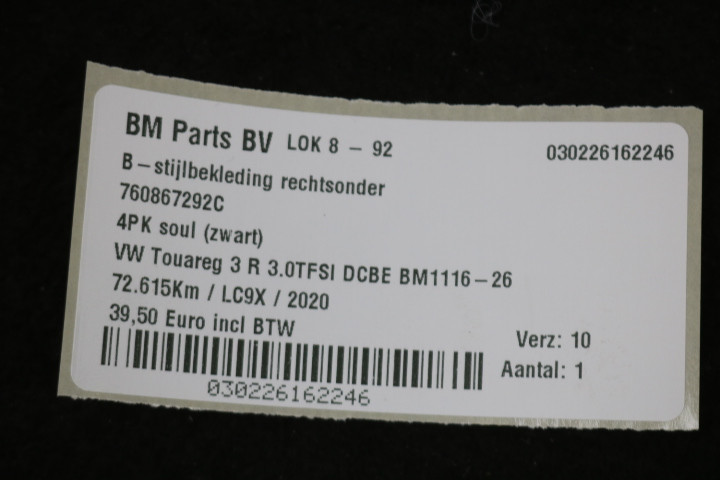 BM Parts BV LOK 8 - 92 030226162246
B-stijlbekleding rechtsonder
760867292C
4PK soul (zwart)
VW Touareg 3 R 3.0TFSI DCBE BM1116-26
72.615Km / LC9X / 2020
39,50 Euro incl BTW
Verz: 10
Aantal: 1
030226162246